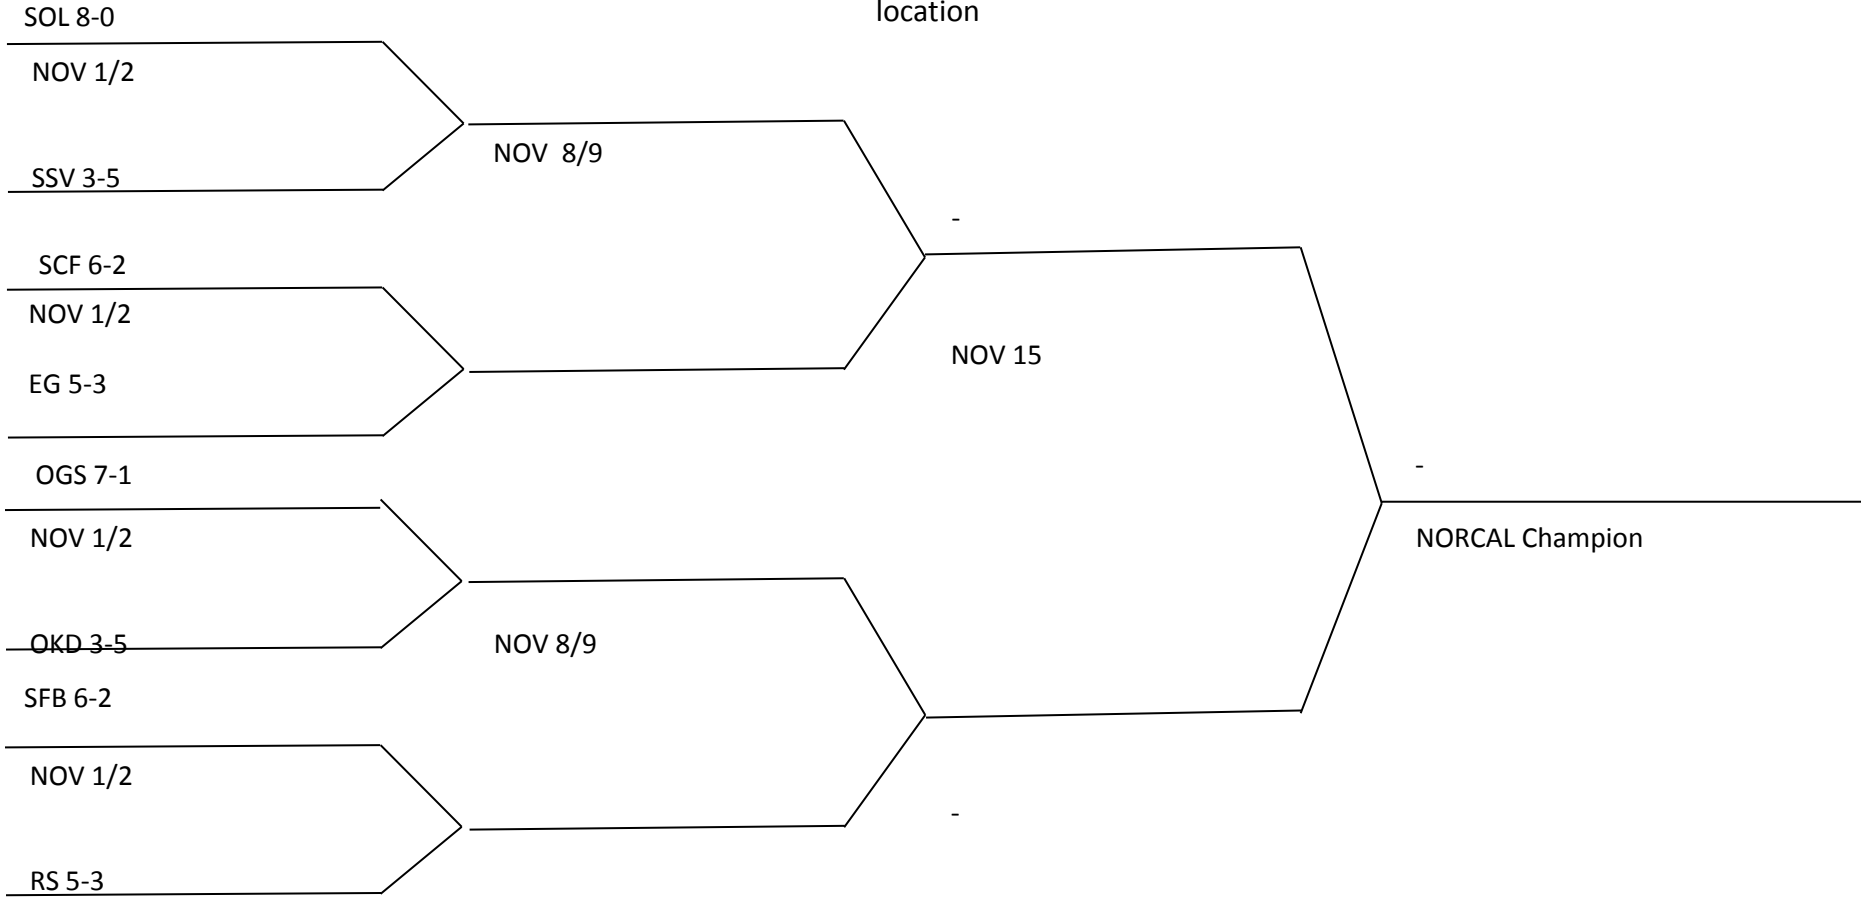 location
SOL 8-0
NOV 1/2
NOV  8/9
SSV 3-5
-
SCF 6-2
NOV 1/2
NOV 15
EG 5-3
-
OGS 7-1
NOV 1/2
NORCAL Champion
OKD 3-5
NOV 8/9
SFB 6-2
NOV 1/2
-
RS 5-3